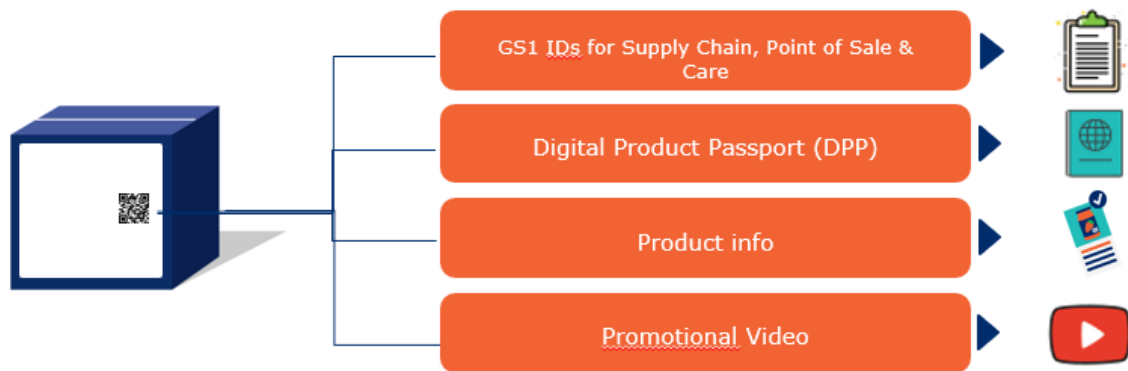 GS1 IDs for Supply Chain, Point of Sale &
Care
Digital Product Passport (DPP)
Product info
Promotional Video